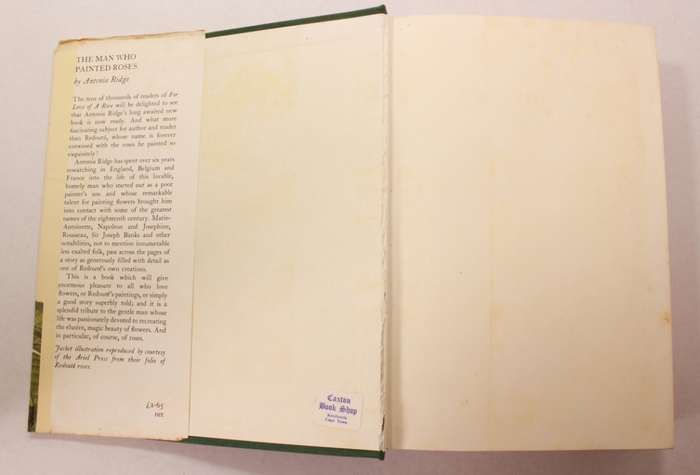 THE MAN WHO
PAINTED ROSES
by Antonia Ridge
The tens of thousands of readers of For
Love of A Rose will be delighted to see
that Antonia Ridge's long awaited new
book is now ready. And what more
fascinating subject for author and reader
than Redouté, whose name is forever
entwined with the roses he painted so
exquisitely?
Antonia Ridge has spent over six years
researching in England, Belgium and
France into the life of this lovable,
homely man who started out as a poor
painter's son and whose remarkable
talent for painting flowers brought him
into contact with some of the greatest
names of the eighteenth century. Marie-
Antoinette, Napoleon and Josephine,
Rousseau, Sir Joseph Banks and other
notabilities, not to mention innumerable
less exalted folk, pass across the pages of
a story as generously filled with detail as
one of Redouté's own creations.
This is a book which will give
enormous pleasure to all who love
flowers, or Redouté's paintings, or simply
a good story superbly told; and it is a
splendid tribute to the gentle man whose
life was passionately devoted to recreating
the elusive, magic beauty of flowers. And
in particular, of course, of roses.
Jacket illustration reproduced by courtesy
of the Ariel Press from their folio of
Redouté roses.
£2·65
net
Caxton
Book Shop
Cape Town